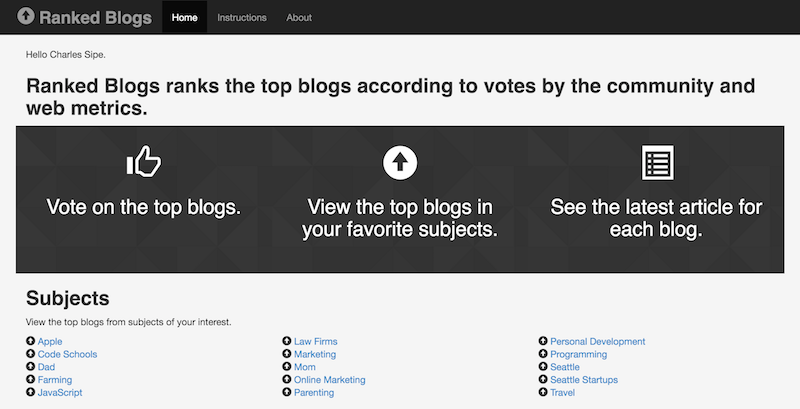 Ranked Blogs Home Instructions About
Hello Charles Sipe.
Ranked Blogs ranks the top blogs according to votes by the community and
web metrics.
Vote on the top blogs.
View the top blogs in
your favorite subjects.
See the latest article for
each blog.
Subjects
View the top blogs from subjects of your interest.
Apple
Code Schools
Dad
Farming
JavaScript
Law Firms
Marketing
Mom
Online Marketing
Parenting
Personal Development
Programming
Seattle
Seattle Startups
Travel